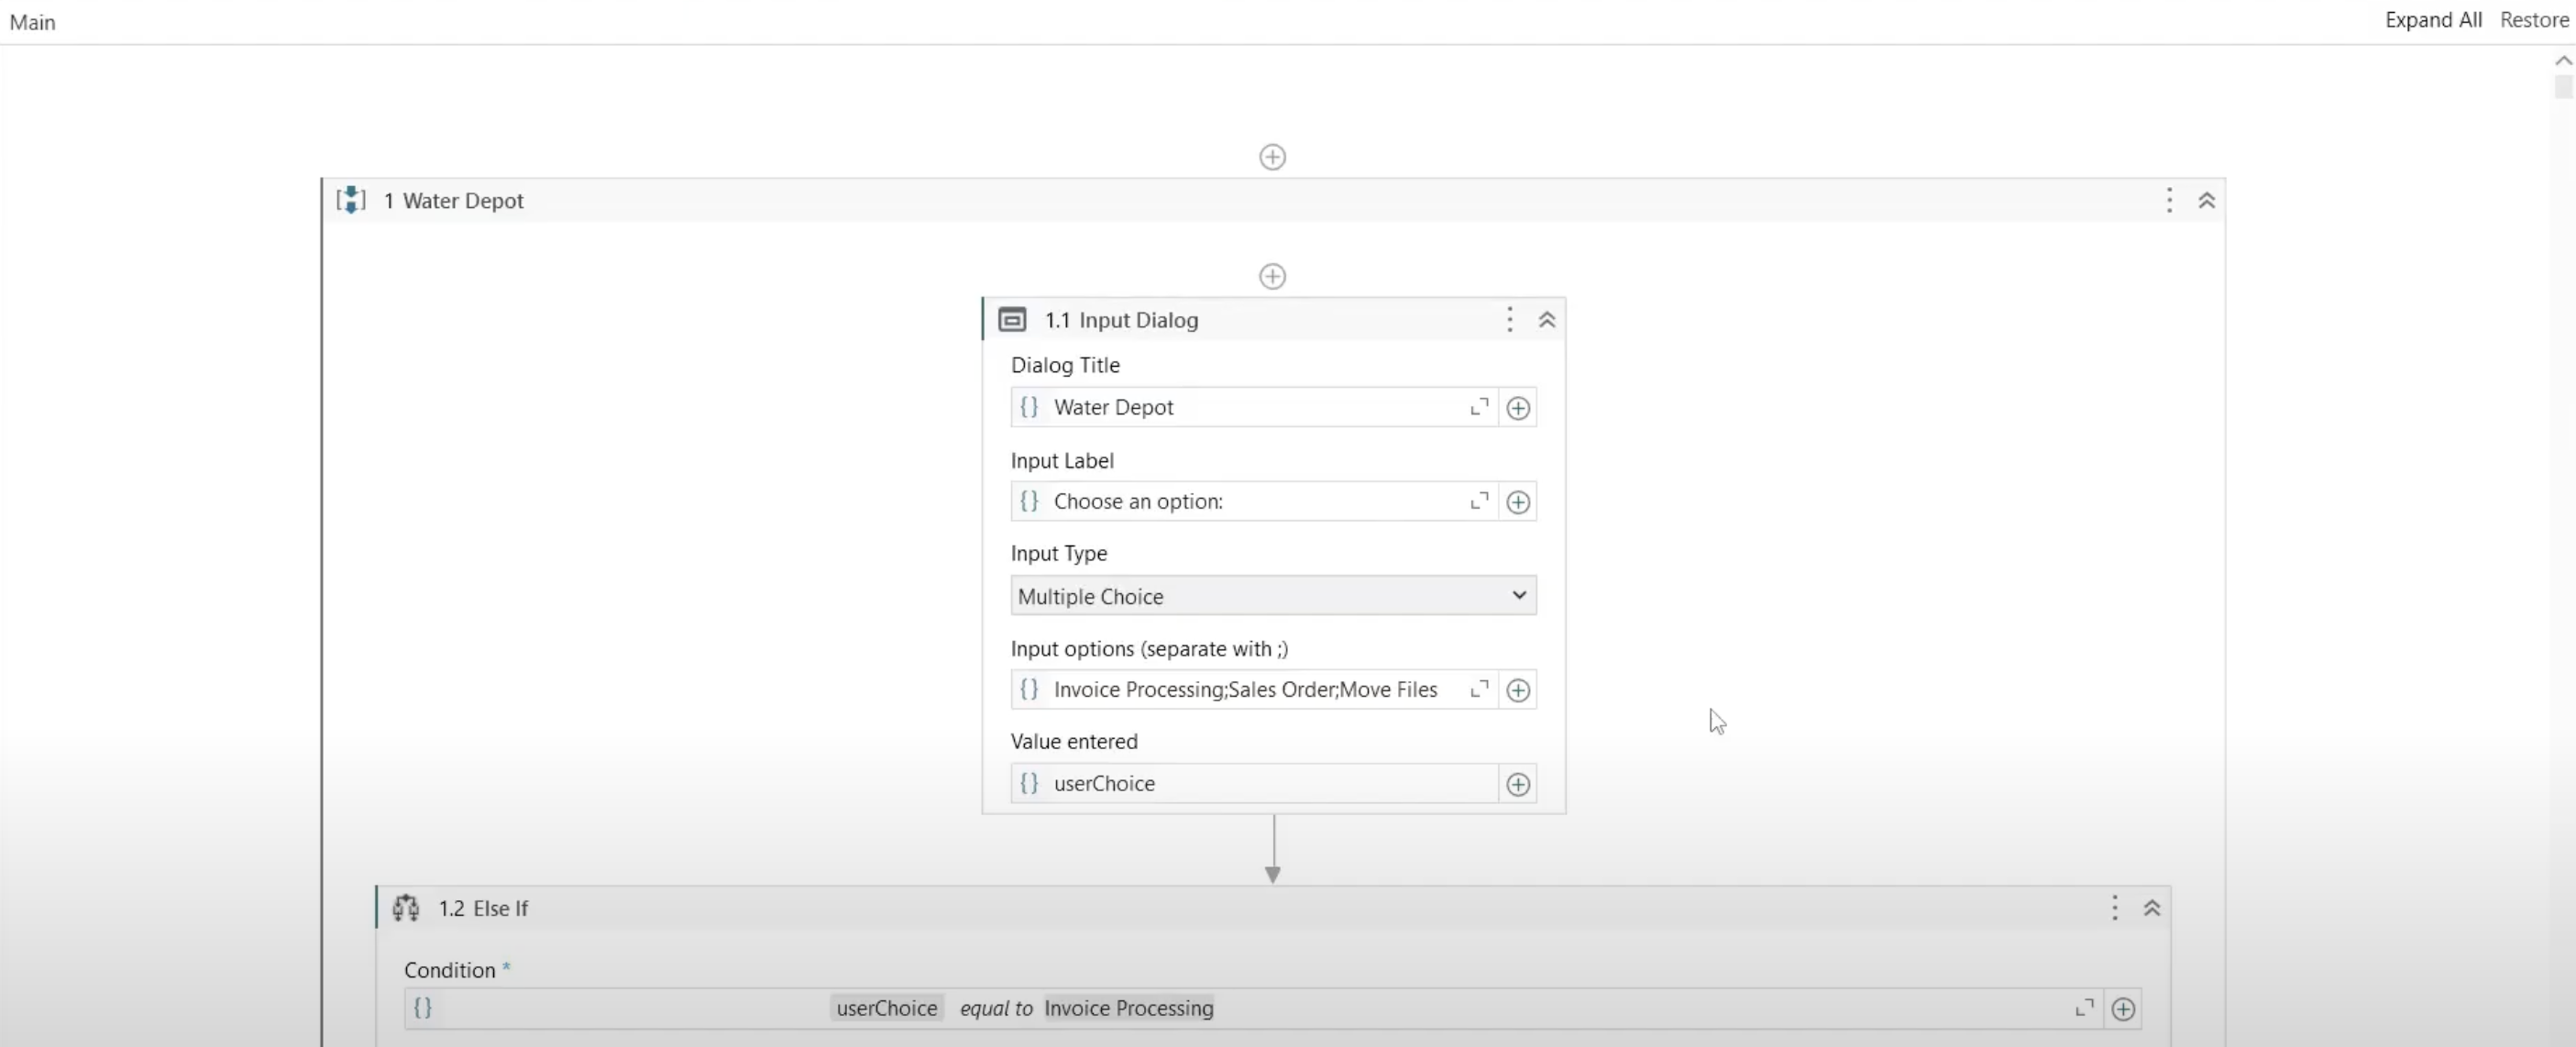 Main
Expand All Restore
1 Water Depot
1.1 Input Dialog
Dialog Title
{} Water Depot
Input Label
{} Choose an option:
Input Type
Multiple Choice
Input options (separate with ;)
{} Invoice Processing;Sales Order;Move Files
Value entered
{} userChoice
1.2 Else If
Condition *
{} userChoice equal to Invoice Processing